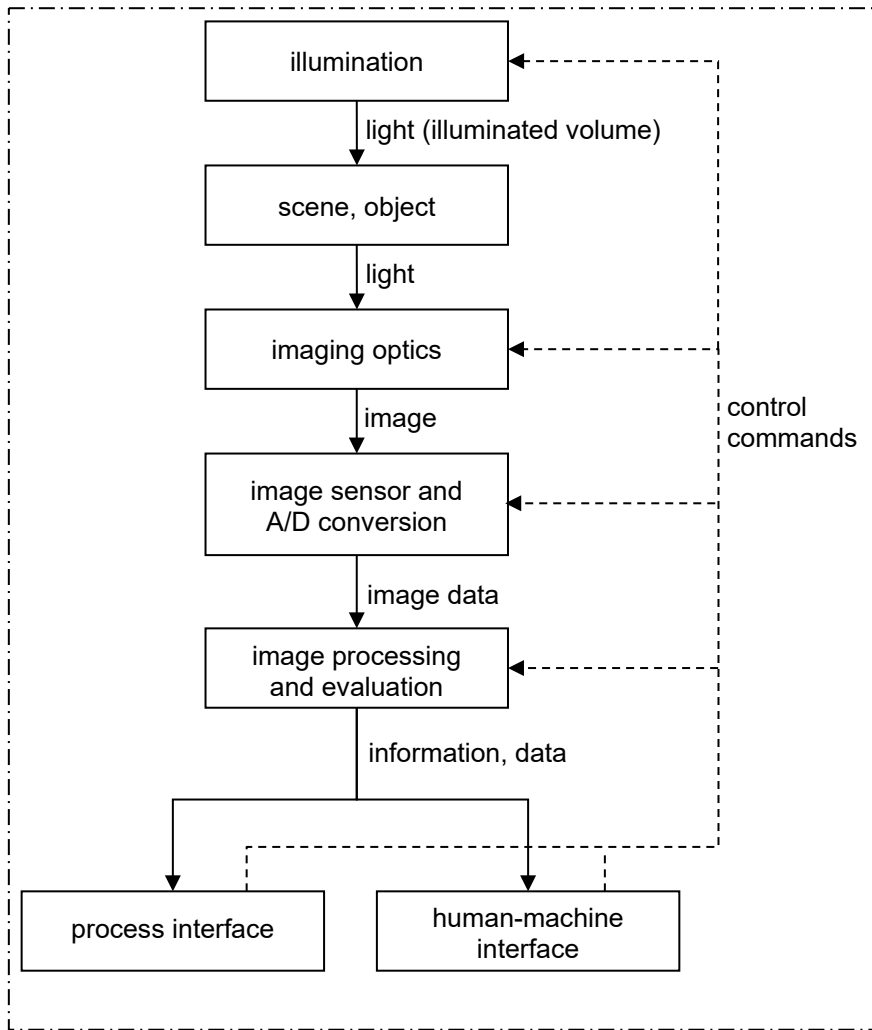 illumination
light (illuminated volume)
scene, object
light
imaging optics
image
control
commands
image sensor and
A/D conversion
image data
image processing
and evaluation
information, data
process interface
human-machine
interface